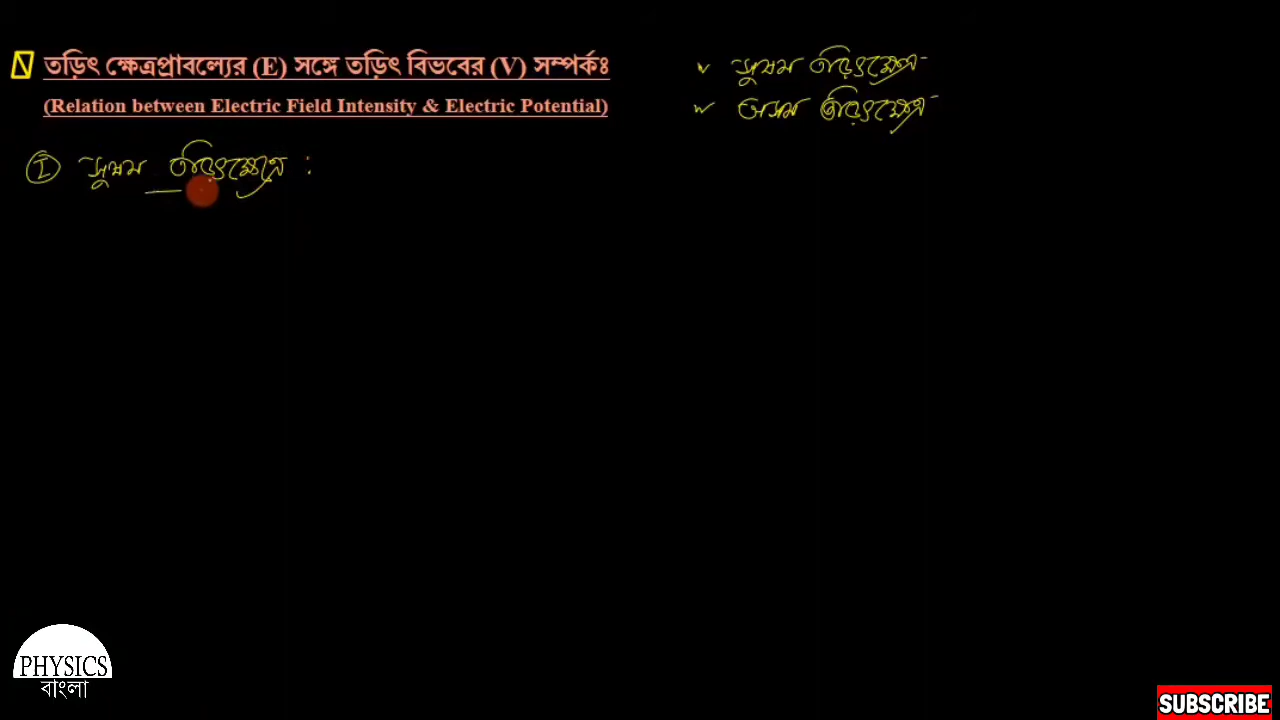 তড়িৎ ক্ষেত্রপ্রাবল্যের (E) সঙ্গে তড়িৎ বিভবের (V) সম্পর্কঃ
(Relation between Electric Field Intensity & Electric Potential)
সুষম তড়িৎক্ষেত্র
অসম তড়িৎক্ষেত্র
I সুষম তড়িৎক্ষেত্রে :
PHYSICS
বাংলা
SUBSCRIBE